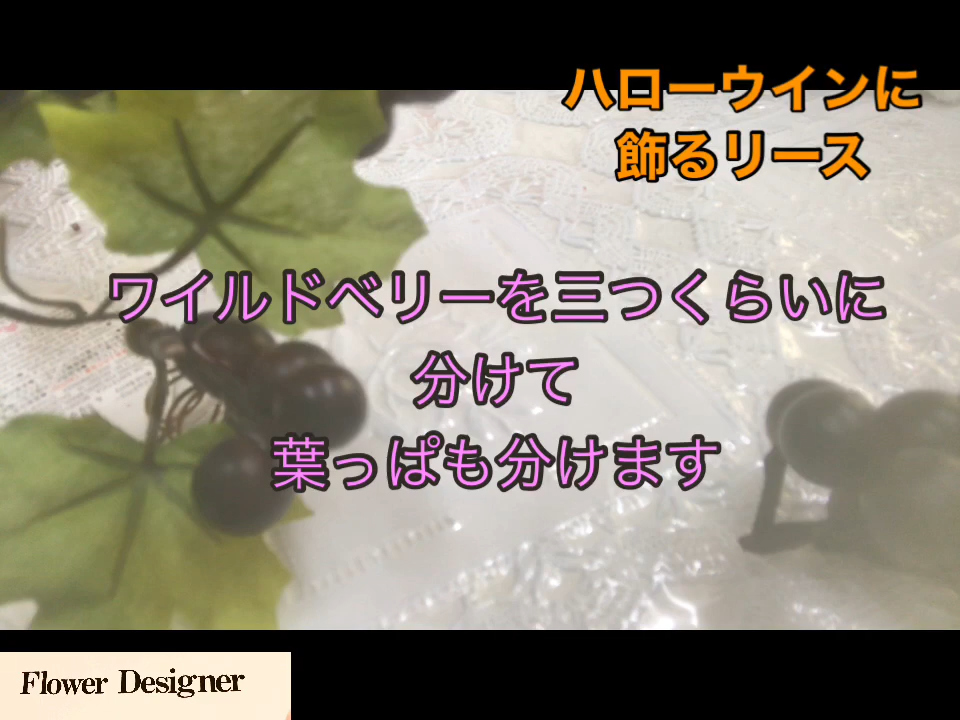 ハローウインに
飾るリース
ワイルドベリーを三つくらいに
分けて
葉っぱも分けます
Flower Designer